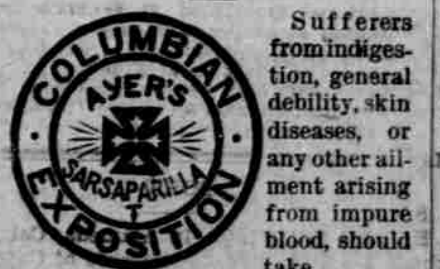 COLUMBIAN
EXPOSITION
AYER'S
SARSAPARILLA
T
Sufferers
from indiges-
tion, general
debility, skin
diseases, or
any other ail-
ment arising
from impure
blood, should
take